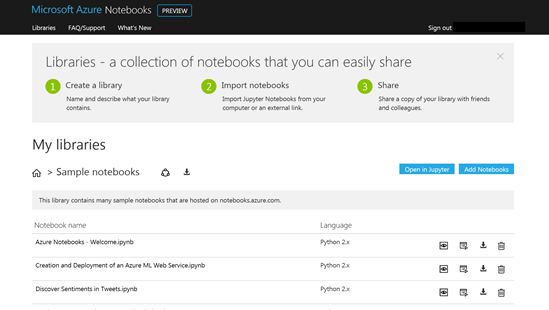 Microsoft Azure Notebooks PREVIEW
Libraries FAQ/Support What's New Sign out
Libraries - a collection of notebooks that you can easily share
1 Create a library 2 Import notebooks 3 Share
Name and describe what your library Import Jupyter Notebooks from your Share a copy of your library with friends
contains. computer or an external link. and colleagues.
My libraries
> Sample notebooks Open in Jupyter Add Notebooks
This library contains many sample notebooks that are hosted on notebooks.azure.com.
Notebook name Language
Azure Notebooks - Welcome.ipynb Python 2.x
Creation and Deployment of an Azure ML Web Service.ipynb Python 2.x
Discover Sentiments in Tweets.ipynb Python 2.x